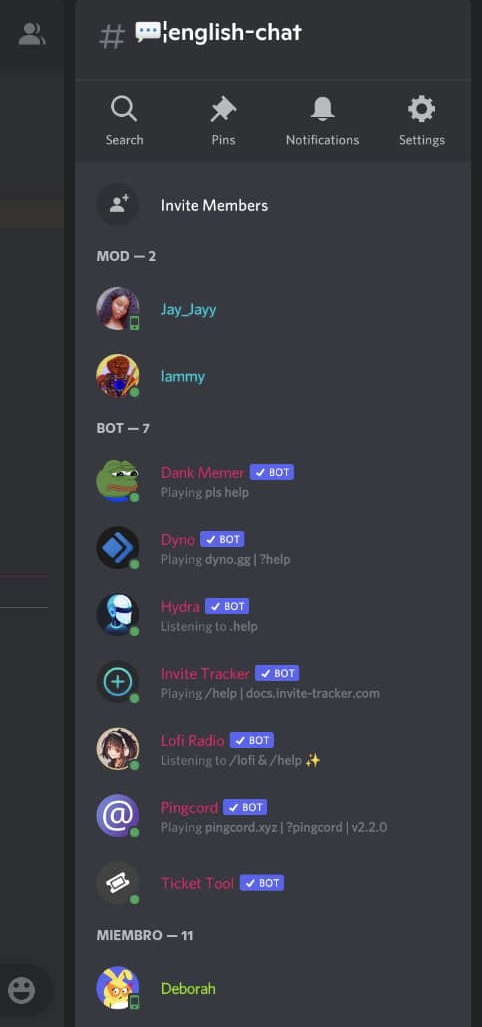 # 💬¦english-chat
Search Pins Notifications Settings
Invite Members
MOD — 2
Jay_Jayy
lammy
BOT — 7
Dank Memer ✓ BOT
Playing pls help
Dyno ✓ BOT
Playing dyno.gg | ?help
Hydra ✓ BOT
Listening to .help
Invite Tracker ✓ BOT
Playing /help | docs.invite-tracker.com
Lofi Radio ✓ BOT
Listening to /lofi & /help ✨
@
Pingcord ✓ BOT
Playing pingcord.xyz | ?pingcord | v2.2.0
Ticket Tool ✓ BOT
MIEMBRO — 11
Deborah